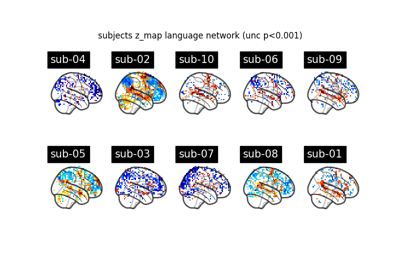 subjects z_map language network (unc p<0.001)
sub-04 sub-02 sub-10 sub-06 sub-09
sub-05 sub-03 sub-07 sub-08 sub-01